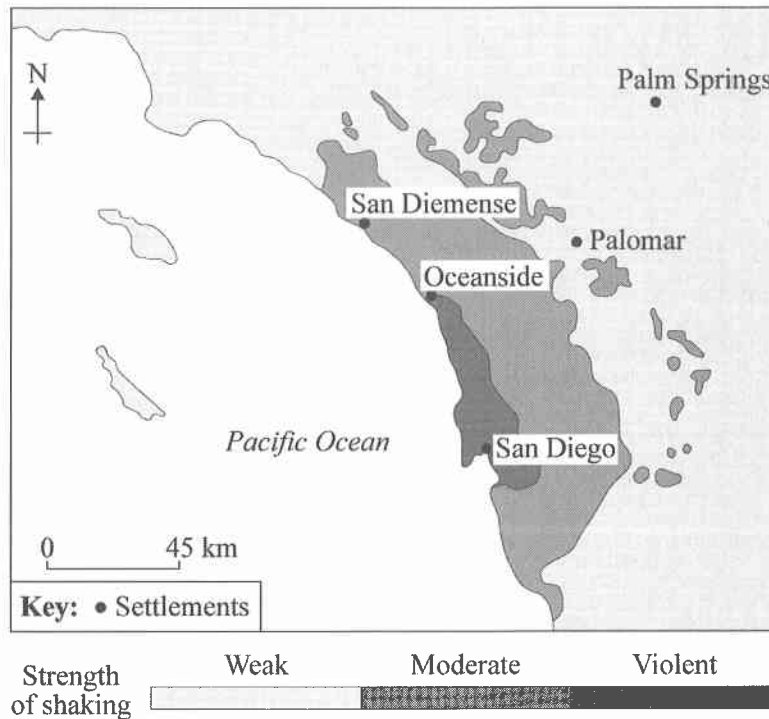 N
Palm Springs
San Diemense
Palomar
Oceanside
Pacific Ocean
San Diego
0 45 km
Key: • Settlements
Strength of shaking
Weak Moderate Violent